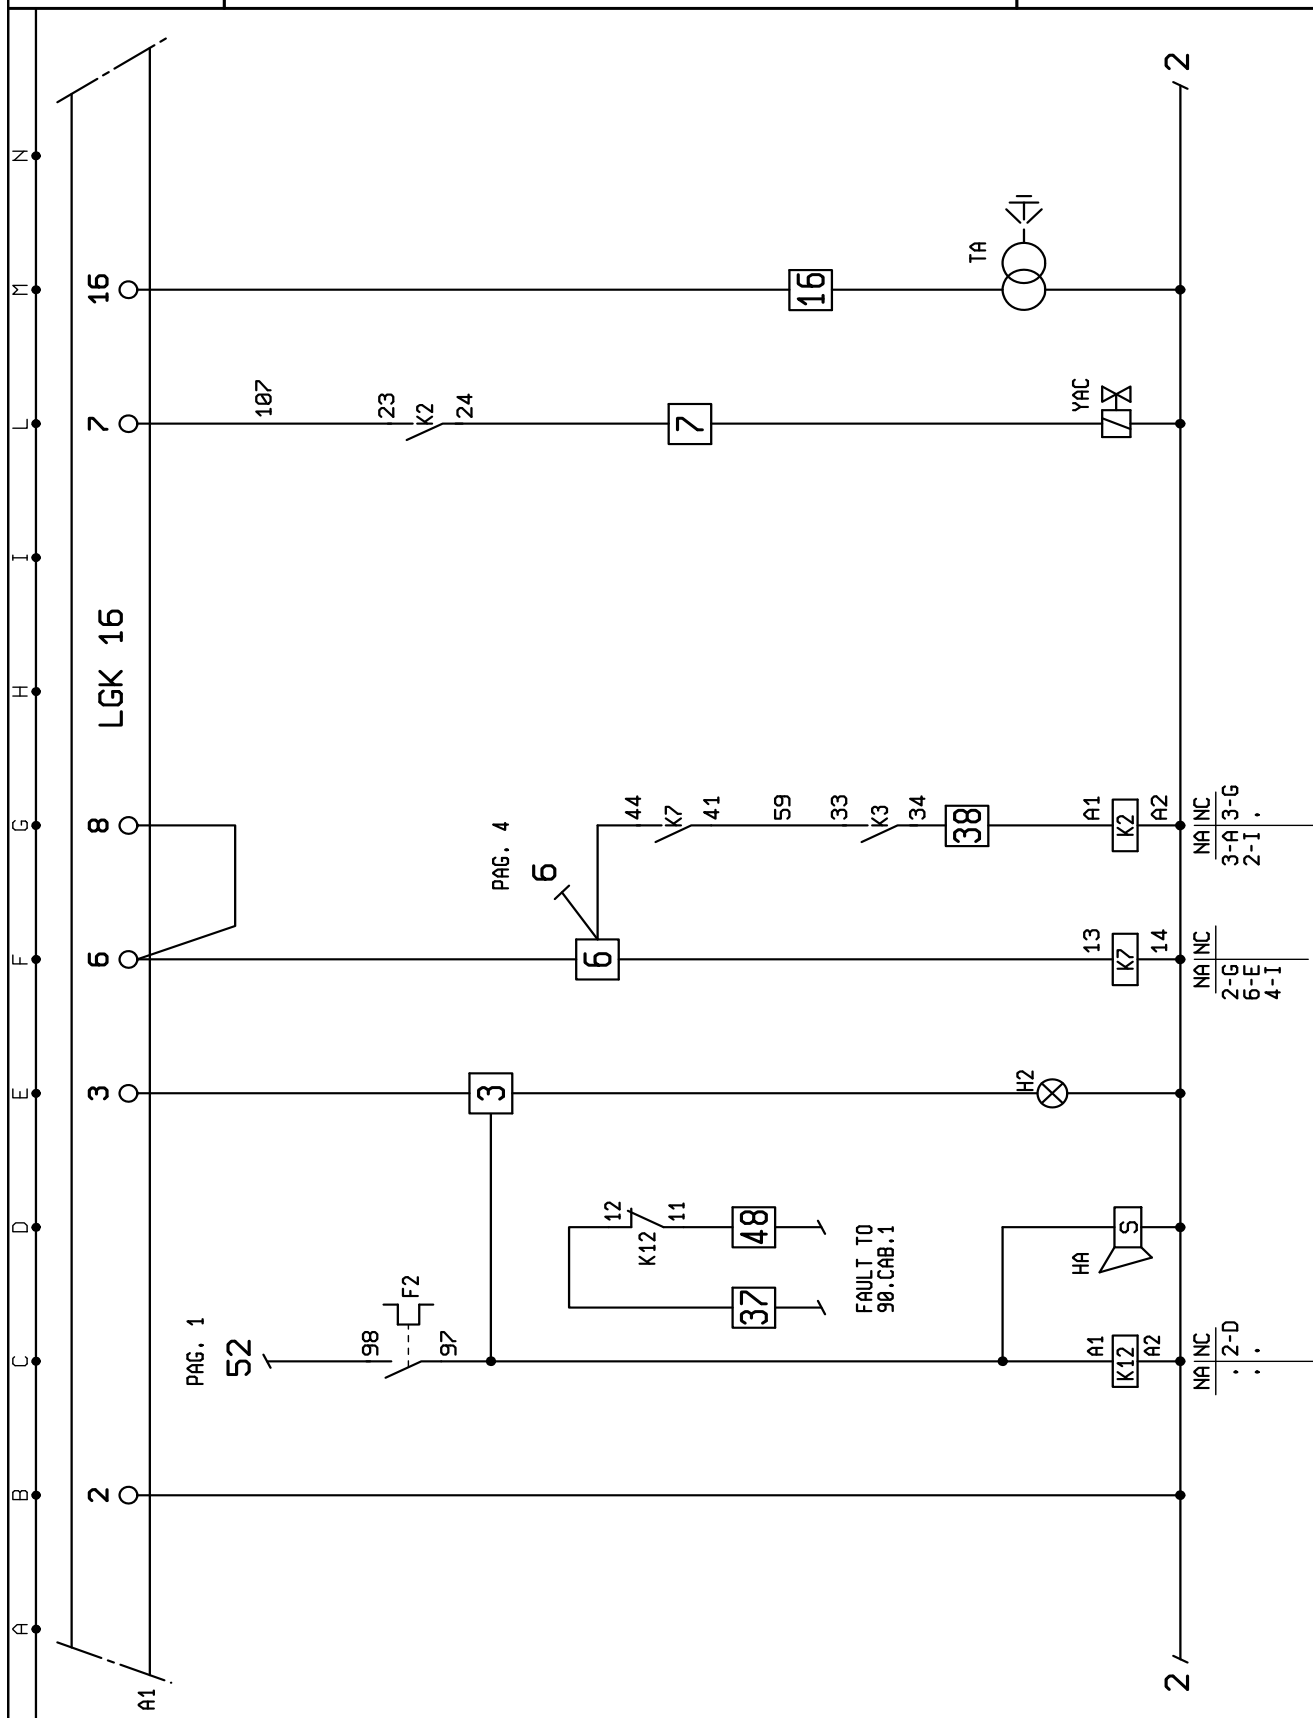 A B C D E F G H I L M N
A1
LGK 16
2 3 6 8 7 16
PAG. 1
52
98
F2
97
3
12
K12
11
37
48
FAULT TO
90.CAB.1
HA
S
A1
K12
A2
NA NC
. 2-D
. .
H2
PAG. 4
6
6
13
K7
14
NA NC
2-G
6-E
4-I
44
K7
41
59
33
K3
34
38
A1
K2
A2
NA NC
3-A 3-G
2-I .
107
23
K2
24
7
YAC
16
TA
2
2